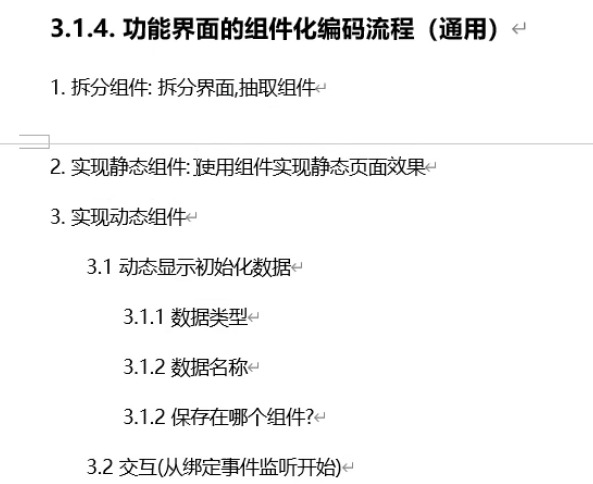 3.1.4. 功能界面的组件化编码流程（通用）
1. 拆分组件: 拆分界面,抽取组件
2. 实现静态组件: 使用组件实现静态页面效果
3. 实现动态组件
3.1 动态显示初始化数据
3.1.1 数据类型
3.1.2 数据名称
3.1.2 保存在哪个组件?
3.2 交互(从绑定事件监听开始)